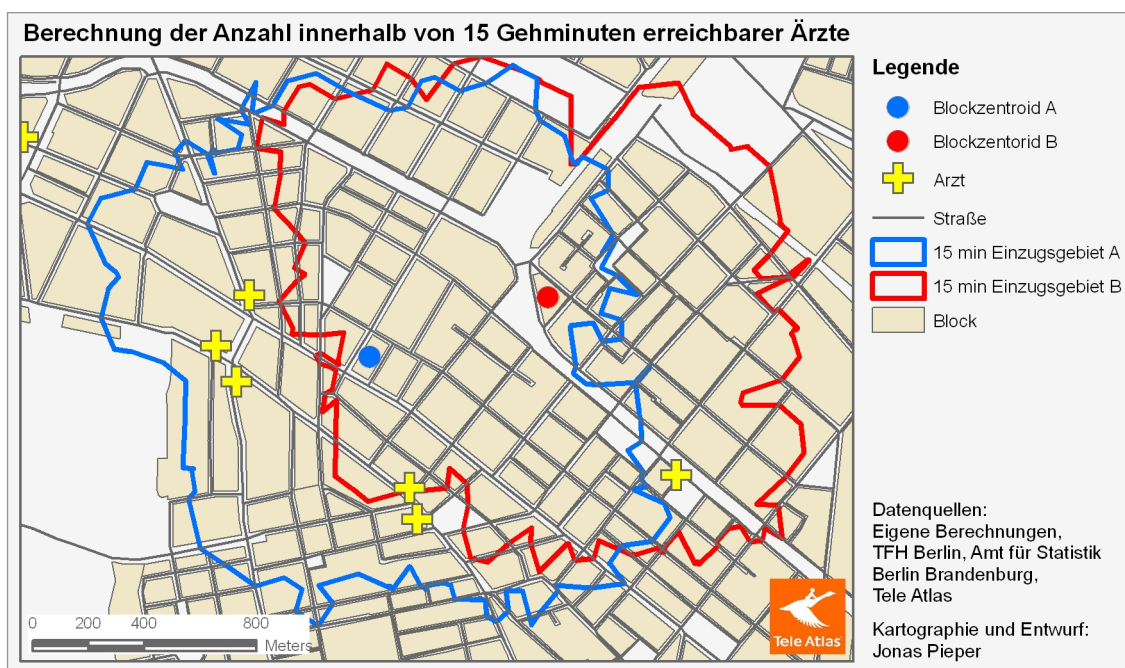 Berechnung der Anzahl innerhalb von 15 Gehminuten erreichbarer Ärzte
Legende
Blockzentroid A
Blockzentorid B
Arzt
Straße
15 min Einzugsgebiet A
15 min Einzugsgebiet B
Block
Datenquellen:
Eigene Berechnungen,
TFH Berlin, Amt für Statistik
Berlin Brandenburg,
Tele Atlas
Kartographie und Entwurf:
Jonas Pieper
0 200 400 800
Meters
Tele Atlas